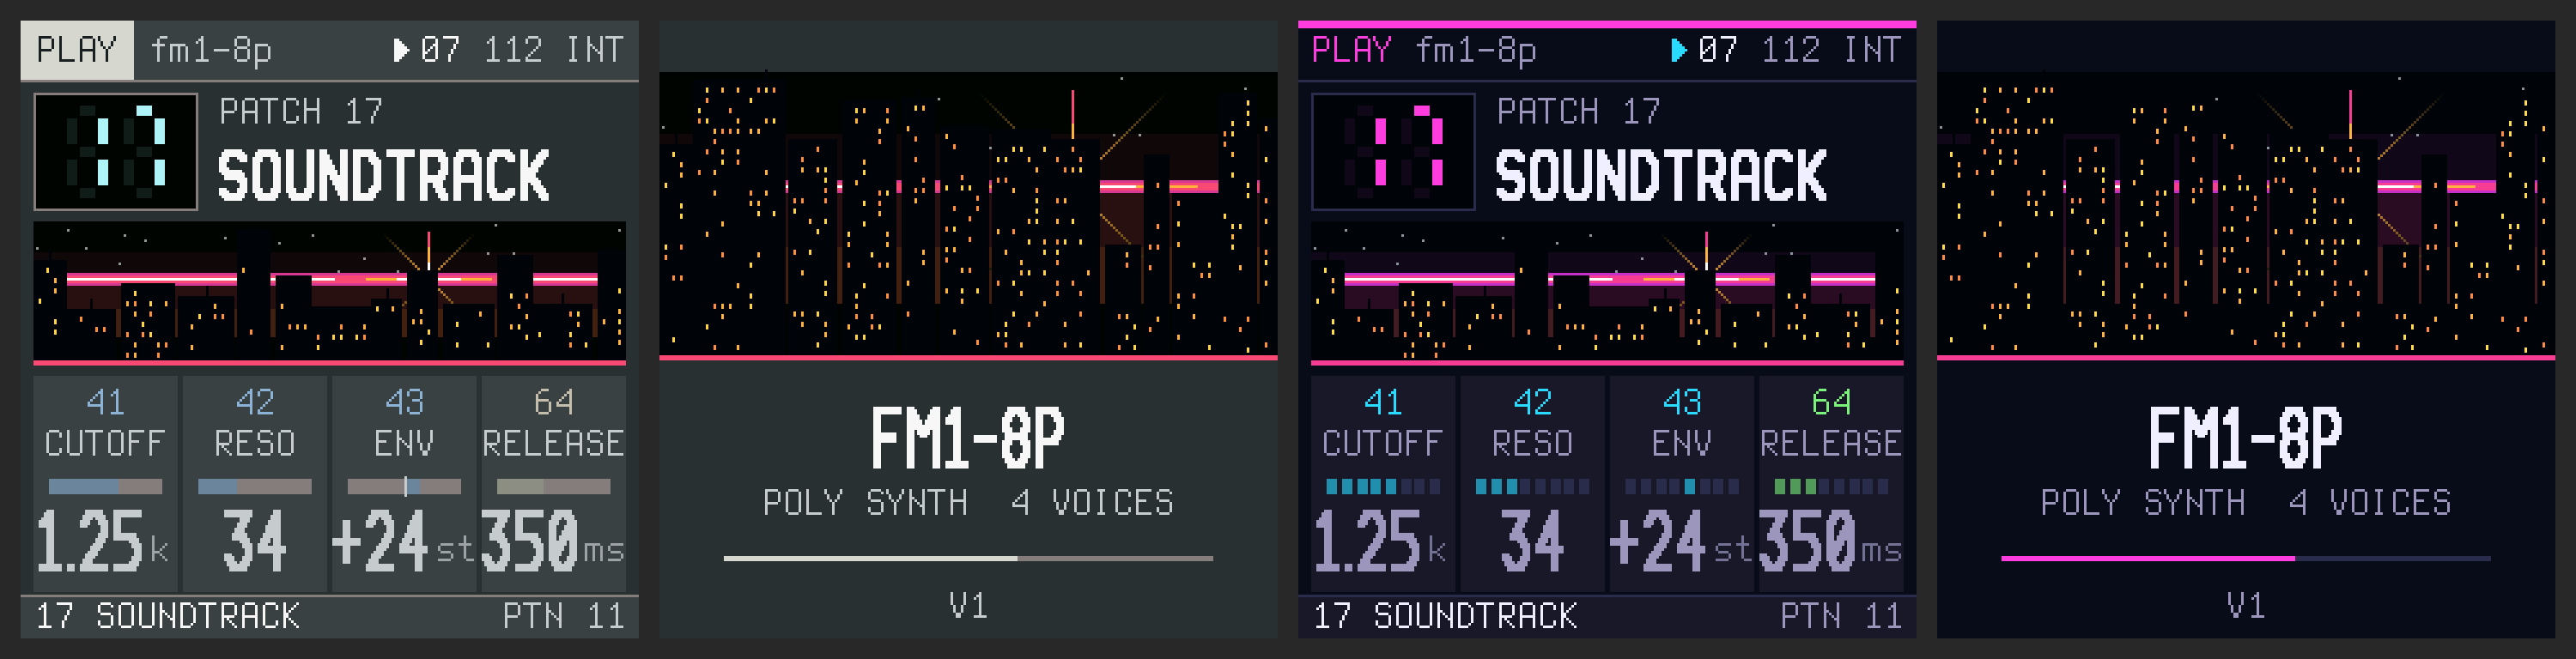 PLAY fm1-8p ▶07 112 INT
17
PATCH 17
SOUNDTRACK
41 42 43 64
CUTOFF RESO ENV RELEASE
1.25k 34 +24st 350ms
17 SOUNDTRACK PTN 11
FM1-8P
POLY SYNTH 4 VOICES
V1
PLAY fm1-8p ▶07 112 INT
17
PATCH 17
SOUNDTRACK
41 42 43 64
CUTOFF RESO ENV RELEASE
1.25k 34 +24st 350ms
17 SOUNDTRACK PTN 11
FM1-8P
POLY SYNTH 4 VOICES
V1